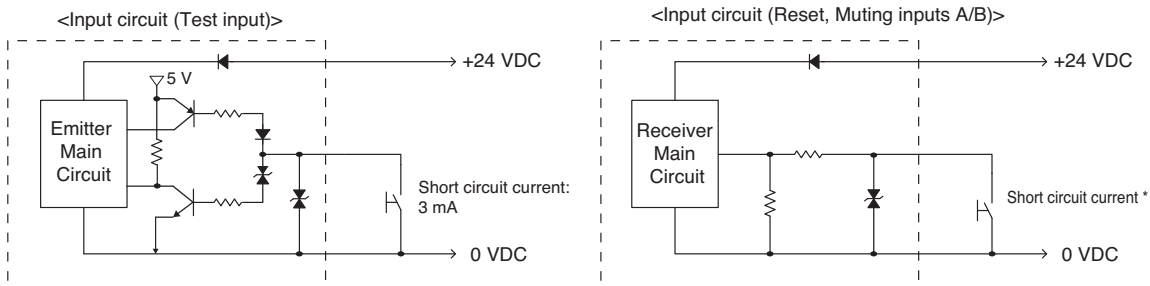 <Input circuit (Test input)>
+24 VDC
5 V
Emitter
Main
Circuit
Short circuit current:
3 mA
0 VDC
<Input circuit (Reset, Muting inputs A/B)>
+24 VDC
Receiver
Main
Circuit
Short circuit current *
0 VDC